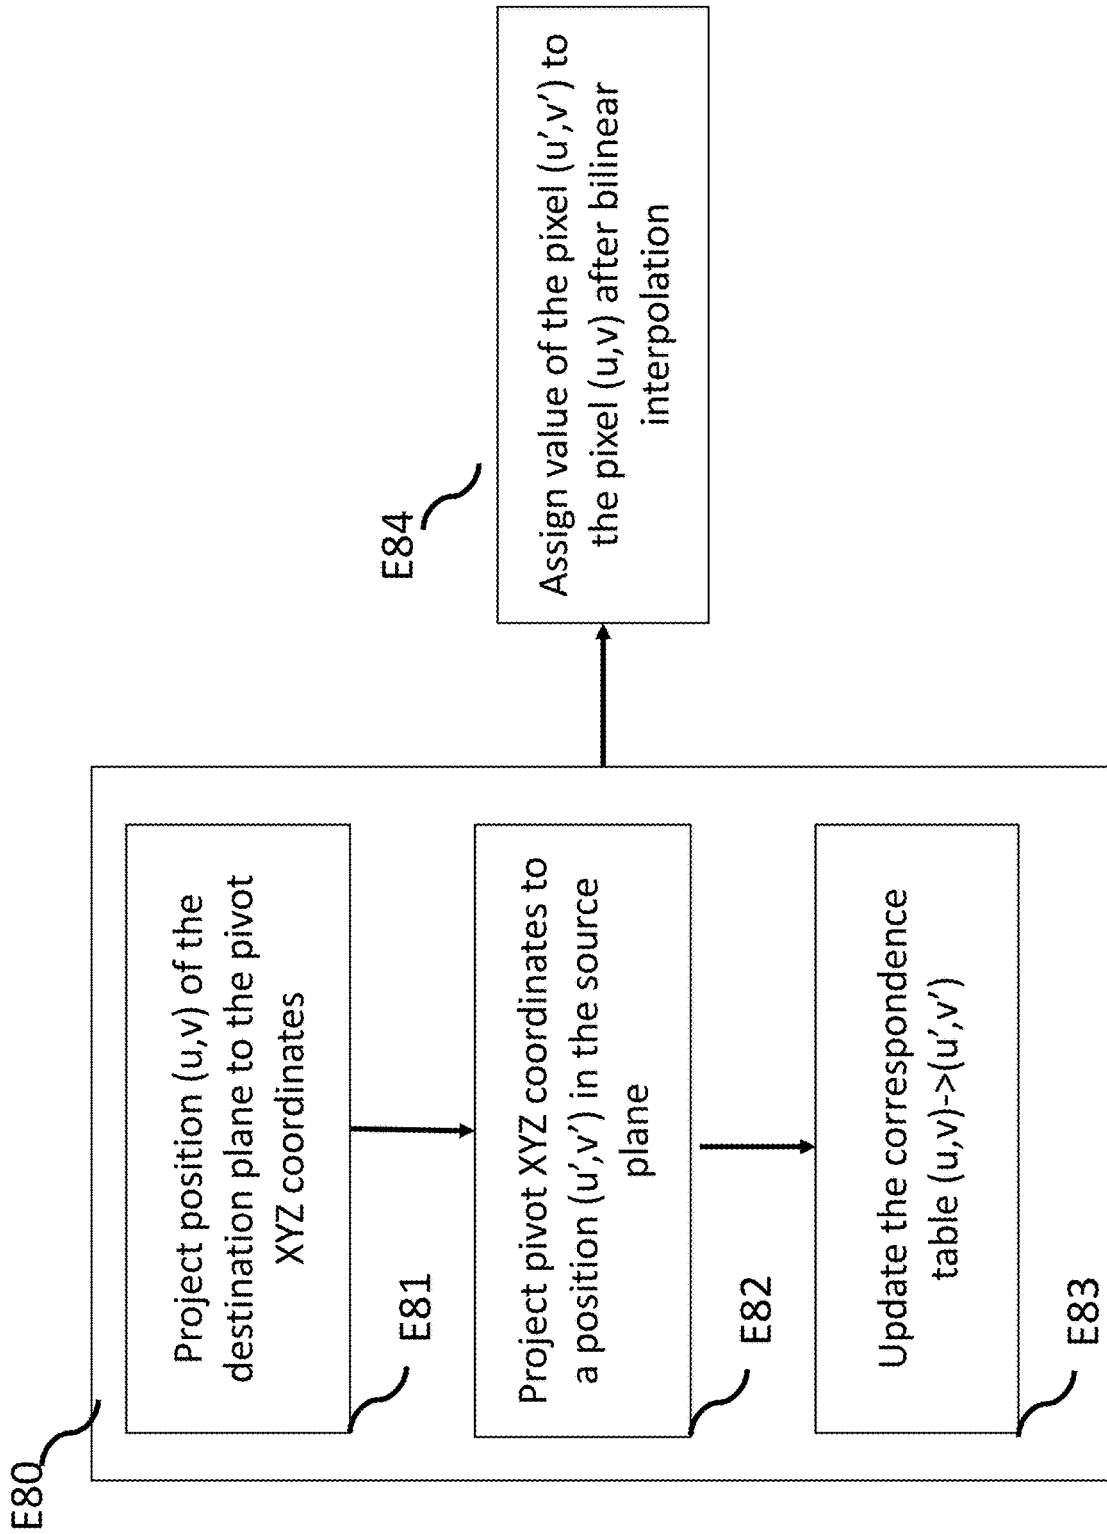 E80
Project position (u,v) of the
destination plane to the pivot
XYZ coordinates
E81
Project pivot XYZ coordinates to
a position (u',v') in the source
plane
E82
Update the correspondence
table (u,v)->(u',v')
E83
E84
Assign value of the pixel (u',v') to
the pixel (u,v) after bilinear
interpolation